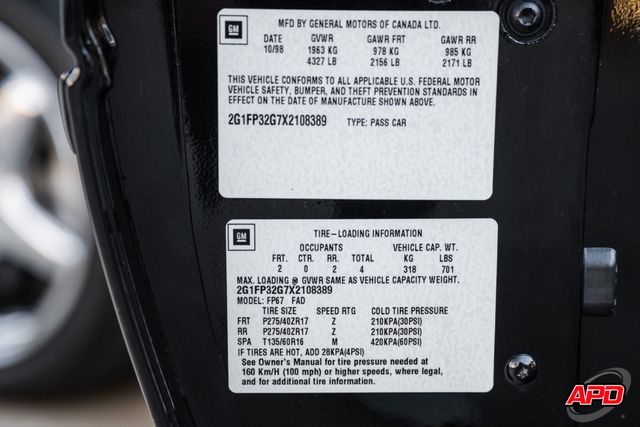 GM
MFD BY GENERAL MOTORS OF CANADA LTD.
DATE GVWR GAWR FRT GAWR RR
10/98 1963 KG 978 KG 985 KG
4327 LB 2156 LB 2171 LB
THIS VEHICLE CONFORMS TO ALL APPLICABLE U.S. FEDERAL MOTOR
VEHICLE SAFETY, BUMPER, AND THEFT PREVENTION STANDARDS IN
EFFECT ON THE DATE OF MANUFACTURE SHOWN ABOVE.
2G1FP32G7X2108389 TYPE: PASS CAR
GM
TIRE-LOADING INFORMATION
OCCUPANTS VEHICLE CAP. WT.
FRT. CTR. RR. TOTAL KG LBS
2 0 2 4 318 701
MAX. LOADING @ GVWR SAME AS VEHICLE CAPACITY WEIGHT.
2G1FP32G7X2108389
MODEL: FP67 FAD
TIRE SIZE SPEED RTG COLD TIRE PRESSURE
FRT P275/40ZR17 Z 210KPA(30PSI)
RR P275/40ZR17 Z 210KPA(30PSI)
SPA T135/60R16 M 420KPA(60PSI)
IF TIRES ARE HOT, ADD 28KPA(4PSI)
See Owner's Manual for tire pressure needed at
160 Km/H (100 mph) or higher speeds, where legal,
and for additional tire information.
APD